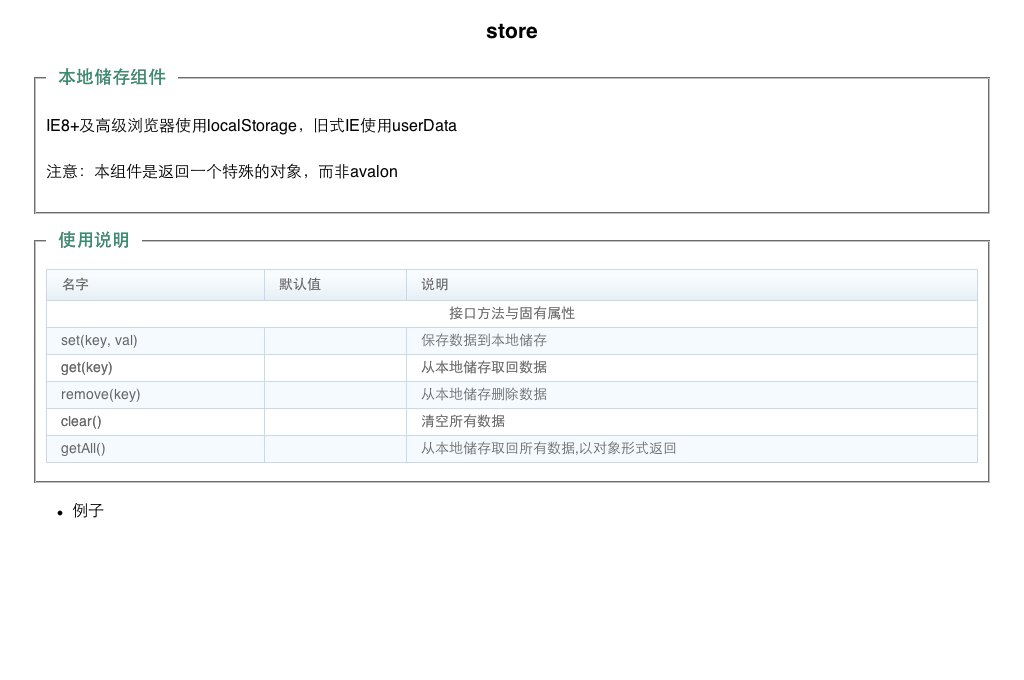 store
本地储存组件
IE8+及高级浏览器使用localStorage，旧式IE使用userData
注意：本组件是返回一个特殊的对象，而非avalon
使用说明
名字 默认值 说明
接口方法与固有属性
set(key, val) 保存数据到本地储存
get(key) 从本地储存取回数据
remove(key) 从本地储存删除数据
clear() 清空所有数据
getAll() 从本地储存取回所有数据,以对象形式返回
• 例子